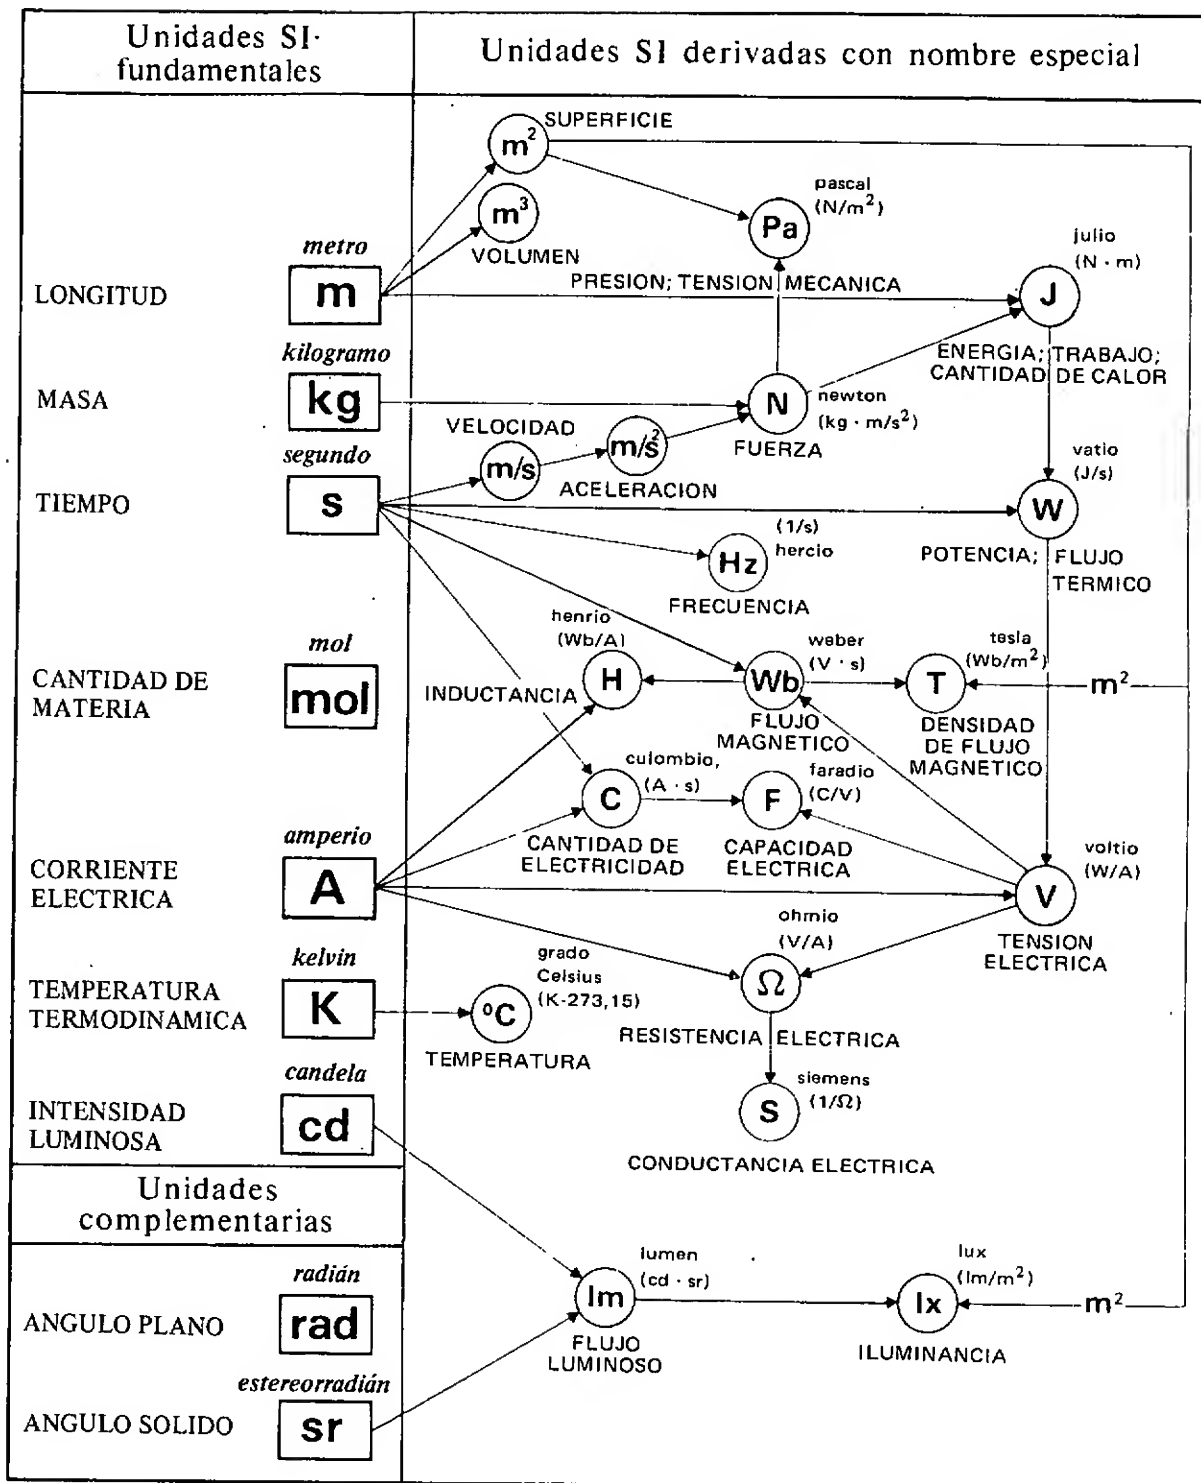 Unidades SI·
fundamentales
Unidades SI derivadas con nombre especial
SUPERFICIE
m²
m³
VOLUMEN
pascal
(N/m²)
Pa
PRESION; TENSION MECANICA
julio
(N · m)
J
ENERGIA; TRABAJO;
CANTIDAD DE CALOR
LONGITUD
metro
m
MASA
kilogramo
kg
N
newton
(kg · m/s²)
FUERZA
VELOCIDAD
m/s
m/s²
ACELERACION
TIEMPO
segundo
s
vatio
(J/s)
W
POTENCIA; FLUJO
TERMICO
(1/s)
hercio
Hz
FRECUENCIA
CANTIDAD DE
MATERIA
mol
mol
henrio
(Wb/A)
H
INDUCTANCIA
weber
(V · s)
Wb
FLUJO
MAGNETICO
tesla
(Wb/m²)
T
m²
DENSIDAD
DE FLUJO
MAGNETICO
culombio,
(A · s)
C
CANTIDAD DE
ELECTRICIDAD
faradio
(C/V)
F
CAPACIDAD
ELECTRICA
CORRIENTE
ELECTRICA
amperio
A
voltio
(W/A)
V
TENSION
ELECTRICA
ohmio
(V/A)
Ω
RESISTENCIA ELECTRICA
TEMPERATURA
TERMODINAMICA
kelvin
K
grado
Celsius
(K-273,15)
ºC
TEMPERATURA
siemens
(1/Ω)
S
CONDUCTANCIA ELECTRICA
INTENSIDAD
LUMINOSA
candela
cd
Unidades
complementarias
lumen
(cd · sr)
lm
FLUJO
LUMINOSO
lux
(lm/m²)
lx
m²
ILUMINANCIA
ANGULO PLANO
radián
rad
ANGULO SOLIDO
estereorradián
sr